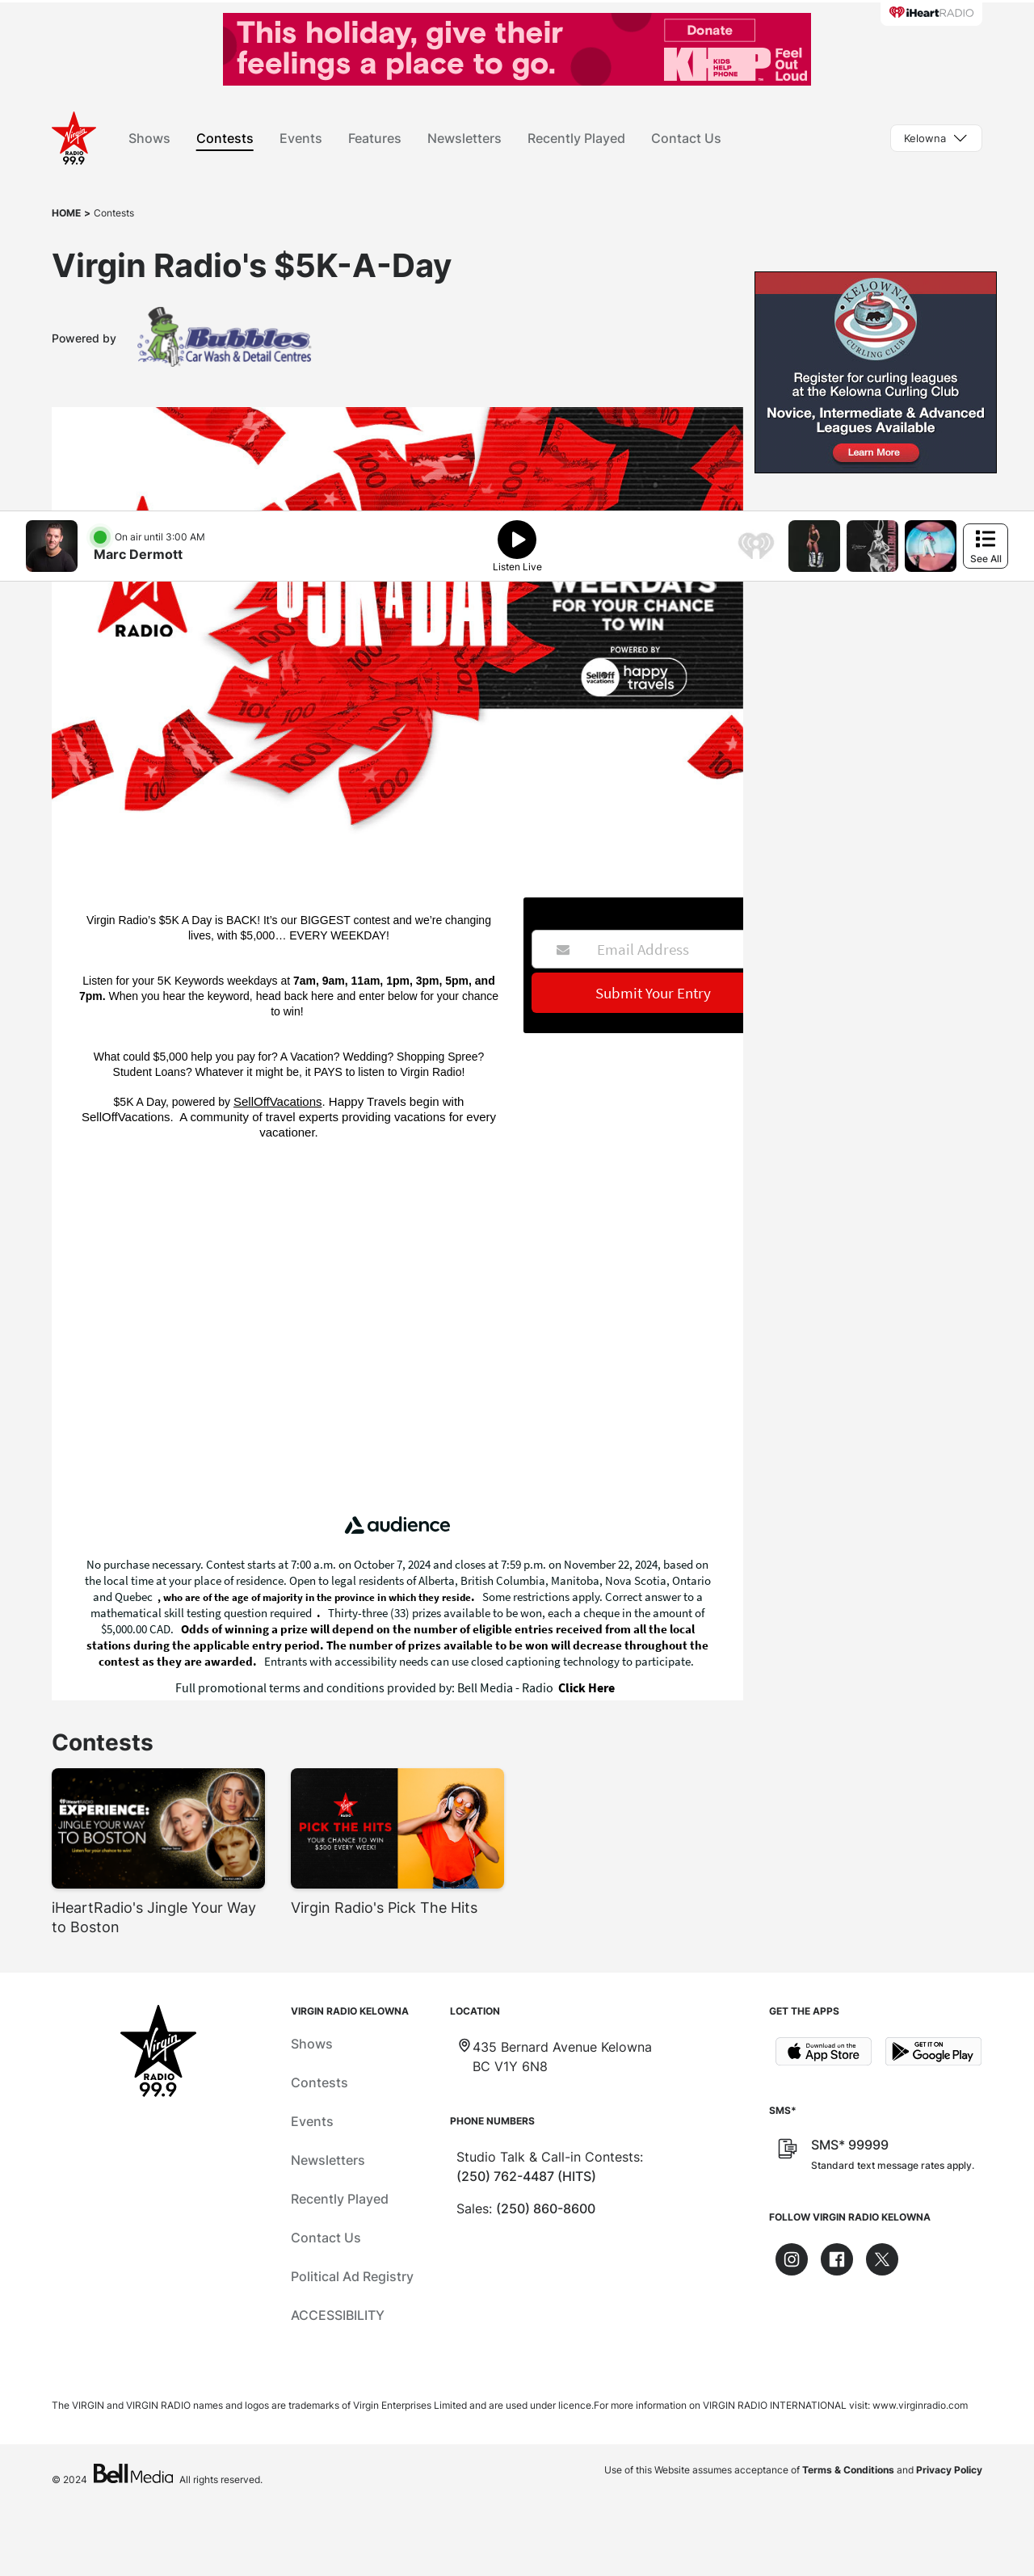 iHeartRADIO
This holiday, give their
feelings a place to go.
Donate
KHP KIDS HELP PHONE
Feel Out Loud
Virgin RADIO 99.9
Shows
Contests
Events
Features
Newsletters
Recently Played
Contact Us
Kelowna
HOME > Contests
Virgin Radio's $5K-A-Day
Powered by
Bubbles
Car Wash & Detail Centres
KELOWNA
CURLING CLUB
Register for curling leagues
at the Kelowna Curling Club
Novice, Intermediate & Advanced
Leagues Available
Learn More
100
On air until 3:00 AM
Marc Dermott
Listen Live
See All
RADIO
$5K A DAY
WEEKDAYS
FOR YOUR CHANCE
TO WIN
POWERED BY
SellOff vacations
happy travels
Virgin Radio's $5K A Day is BACK! It's our BIGGEST contest and we're changing
lives, with $5,000… EVERY WEEKDAY!
Email Address
Submit Your Entry
Listen for your 5K Keywords weekdays at 7am, 9am, 11am, 1pm, 3pm, 5pm, and
7pm. When you hear the keyword, head back here and enter below for your chance
to win!
What could $5,000 help you pay for? A Vacation? Wedding? Shopping Spree?
Student Loans? Whatever it might be, it PAYS to listen to Virgin Radio!
$5K A Day, powered by SellOffVacations. Happy Travels begin with
SellOffVacations.  A community of travel experts providing vacations for every
vacationer.
audience
No purchase necessary. Contest starts at 7:00 a.m. on October 7, 2024 and closes at 7:59 p.m. on November 22, 2024, based on
the local time at your place of residence. Open to legal residents of Alberta, British Columbia, Manitoba, Nova Scotia, Ontario
and Quebec , who are of the age of majority in the province in which they reside. Some restrictions apply. Correct answer to a
mathematical skill testing question required . Thirty-three (33) prizes available to be won, each a cheque in the amount of
$5,000.00 CAD. Odds of winning a prize will depend on the number of eligible entries received from all the local
stations during the applicable entry period. The number of prizes available to be won will decrease throughout the
contest as they are awarded. Entrants with accessibility needs can use closed captioning technology to participate.
Full promotional terms and conditions provided by: Bell Media - Radio Click Here
Contests
iHeartRADIO
EXPERIENCE:
JINGLE YOUR WAY
TO BOSTON
Listen for your chance to win!
Virgin RADIO
PICK THE HITS
YOUR CHANCE TO WIN
$500 EVERY WEEK!
iHeartRadio's Jingle Your Way
to Boston
Virgin Radio's Pick The Hits
Virgin RADIO 99.9
VIRGIN RADIO KELOWNA
Shows
Contests
Events
Newsletters
Recently Played
Contact Us
Political Ad Registry
ACCESSIBILITY
LOCATION
435 Bernard Avenue Kelowna
BC V1Y 6N8
PHONE NUMBERS
Studio Talk & Call-in Contests:
(250) 762-4487 (HITS)
Sales: (250) 860-8600
GET THE APPS
Download on the
App Store
GET IT ON
Google Play
SMS*
SMS* 99999
Standard text message rates apply.
FOLLOW VIRGIN RADIO KELOWNA
The VIRGIN and VIRGIN RADIO names and logos are trademarks of Virgin Enterprises Limited and are used under licence.For more information on VIRGIN RADIO INTERNATIONAL visit: www.virginradio.com
© 2024 Bell Media All rights reserved.
Use of this Website assumes acceptance of Terms & Conditions and Privacy Policy